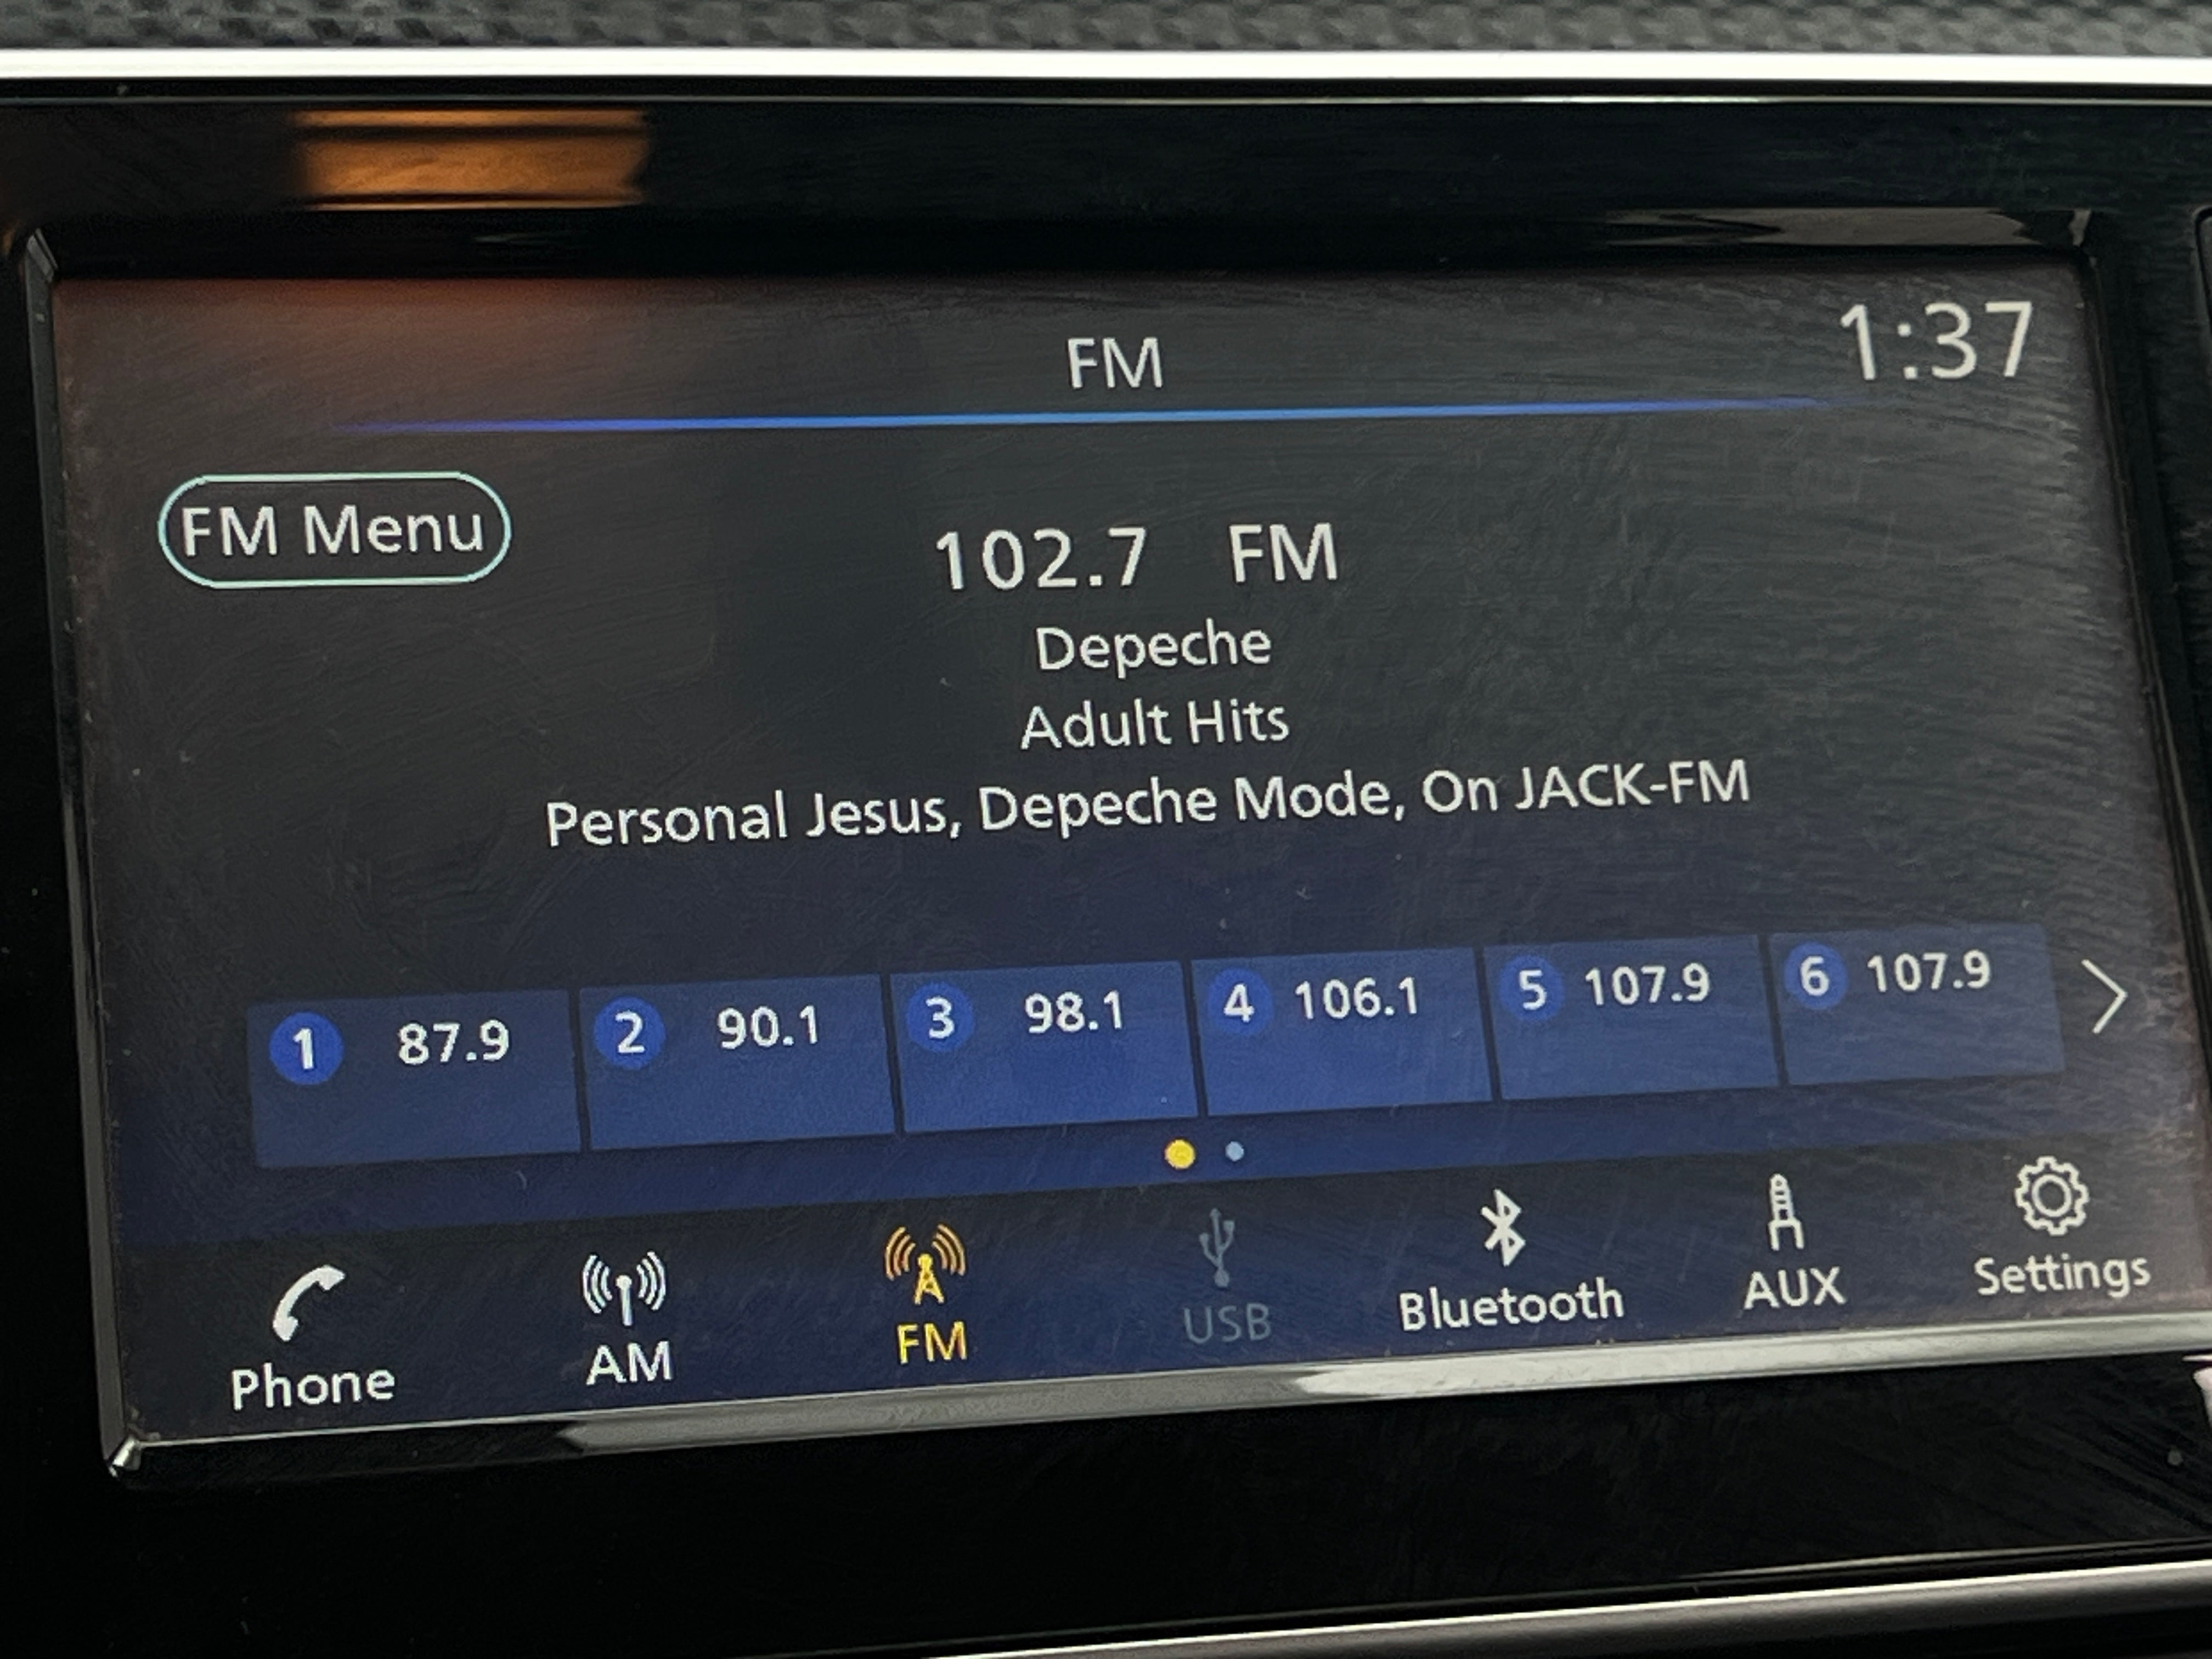 FM
1:37
FM Menu
102.7 FM
Depeche
Adult Hits
Personal Jesus, Depeche Mode, On JACK-FM
1 87.9 2 90.1 3 98.1 4 106.1 5 107.9 6 107.9
Phone AM FM USB Bluetooth AUX Settings